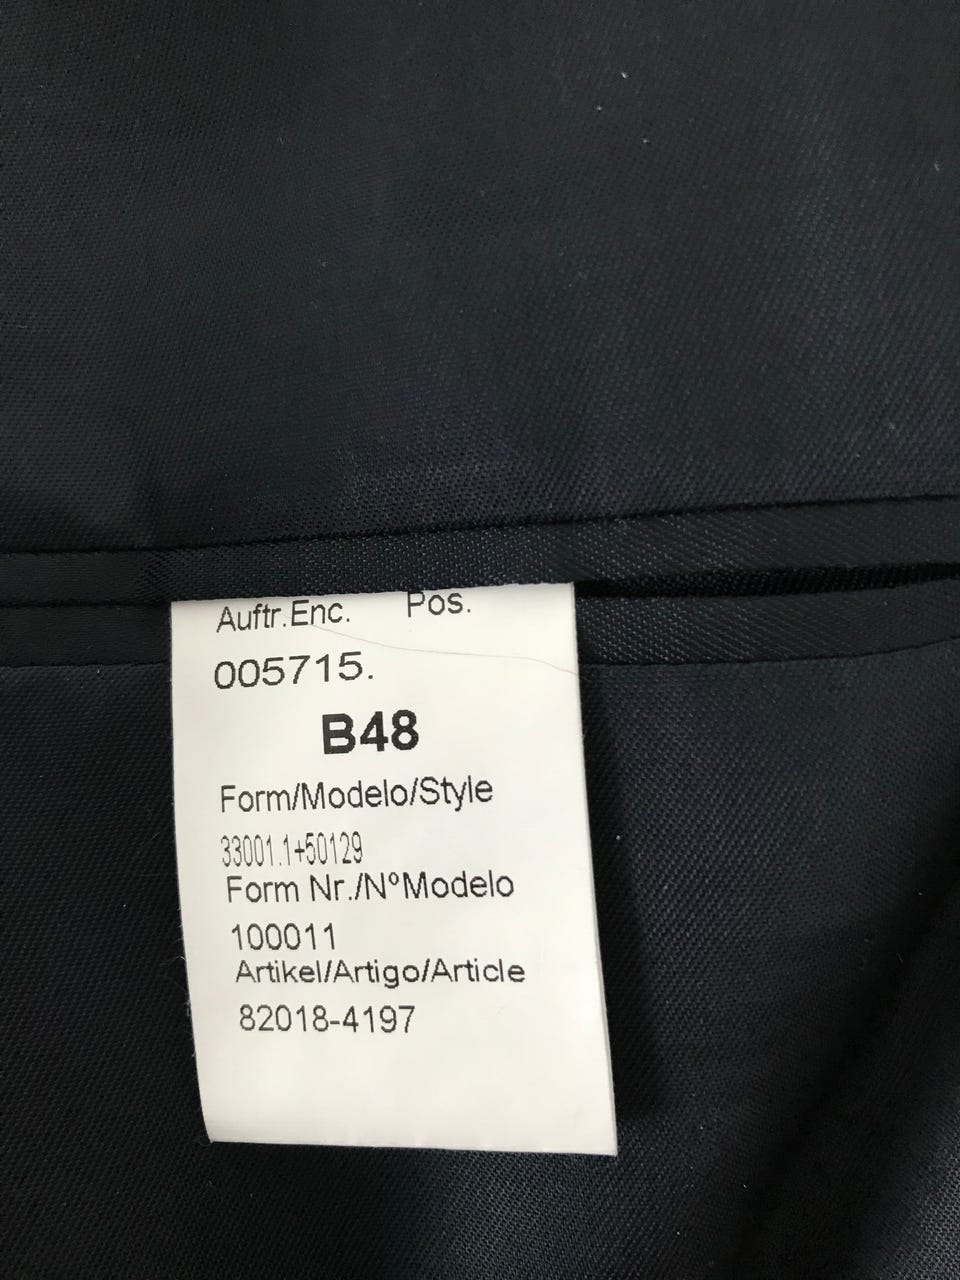 Auftr.Enc. Pos.
005715.
B48
Form/Modelo/Style
33001.1+50129
Form Nr./NºModelo
100011
Artikel/Artigo/Article
82018-4197